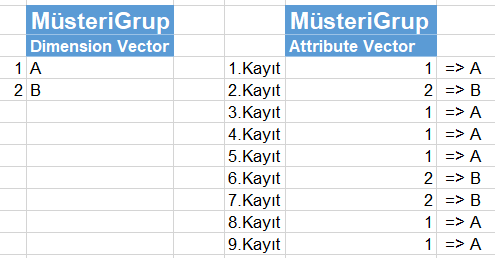 MüsteriGrup MüsteriGrup
Dimension Vector Attribute Vector
1 A 1.Kayıt 1 => A
2 B 2.Kayıt 2 => B
3.Kayıt 1 => A
4.Kayıt 1 => A
5.Kayıt 1 => A
6.Kayıt 2 => B
7.Kayıt 2 => B
8.Kayıt 1 => A
9.Kayıt 1 => A